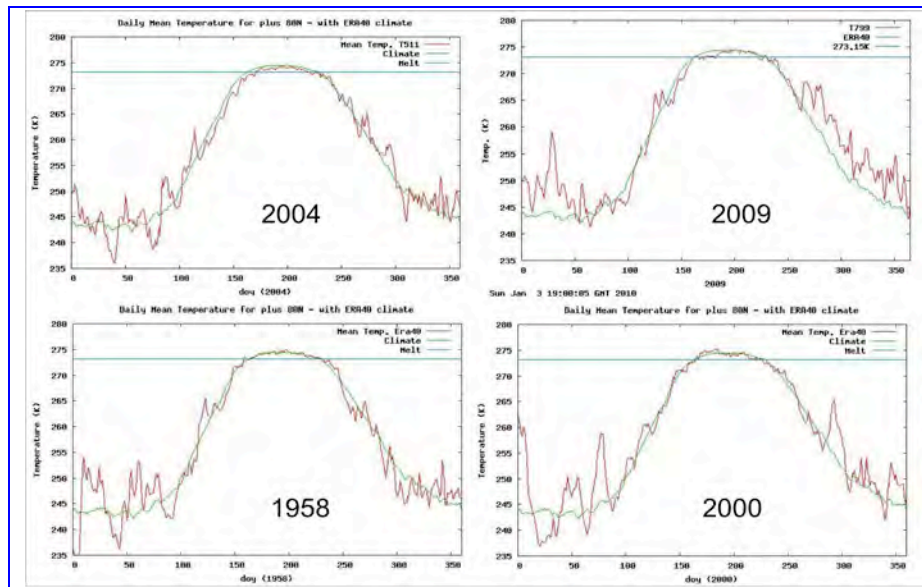 Daily Mean Temperature for plus 80N - with ERA40 climate
280
275
270
265
260
255
250
245
240
235
Temperature (K)
Mean Temp, T511
Climate
Melt
2004
0 50 100 150 200 250 300 350
day (2004)
280
275
270
265
260
255
250
245
240
235
Temp. (K)
T799
ERA40
273.15K
2009
0 50 100 150 200 250 300 350
2009
Sun Jan 3 19:00:05 GMT 2010
Daily Mean Temperature for plus 80N - with ERA40 climate
280
275
270
265
260
255
250
245
240
235
Temperature (K)
Mean Temp, Era40
Climate
Melt
1958
0 50 100 150 200 250 300 350
day (1958)
Daily Mean Temperature for plus 80N - with ERA40 climate
280
275
270
265
260
255
250
245
240
235
Temperature (K)
Mean Temp, Era40
Climate
Melt
2000
0 50 100 150 200 250 300 350
day (2000)